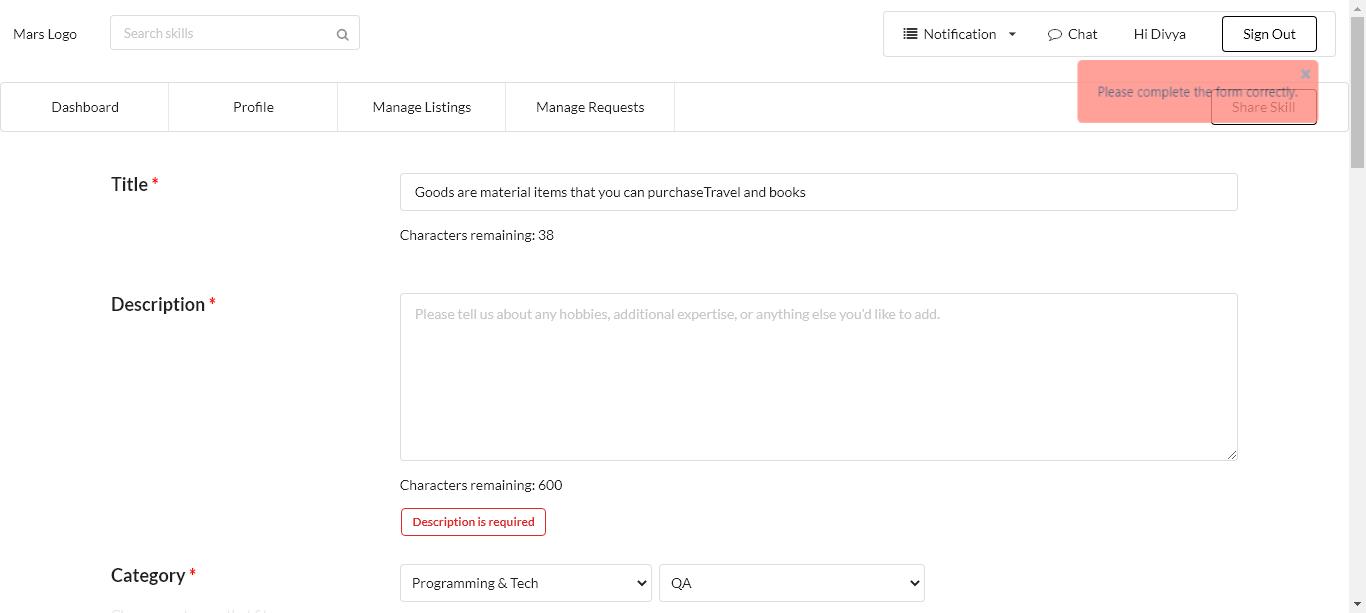 Mars Logo
Search skills
Notification
Chat
Hi Divya
Sign Out
Please complete the form correctly.
Dashboard
Profile
Manage Listings
Manage Requests
Share Skill
Title *
Goods are material items that you can purchaseTravel and books
Characters remaining: 38
Description *
Please tell us about any hobbies, additional expertise, or anything else you'd like to add.
Characters remaining: 600
Description is required
Category *
Programming & Tech
QA